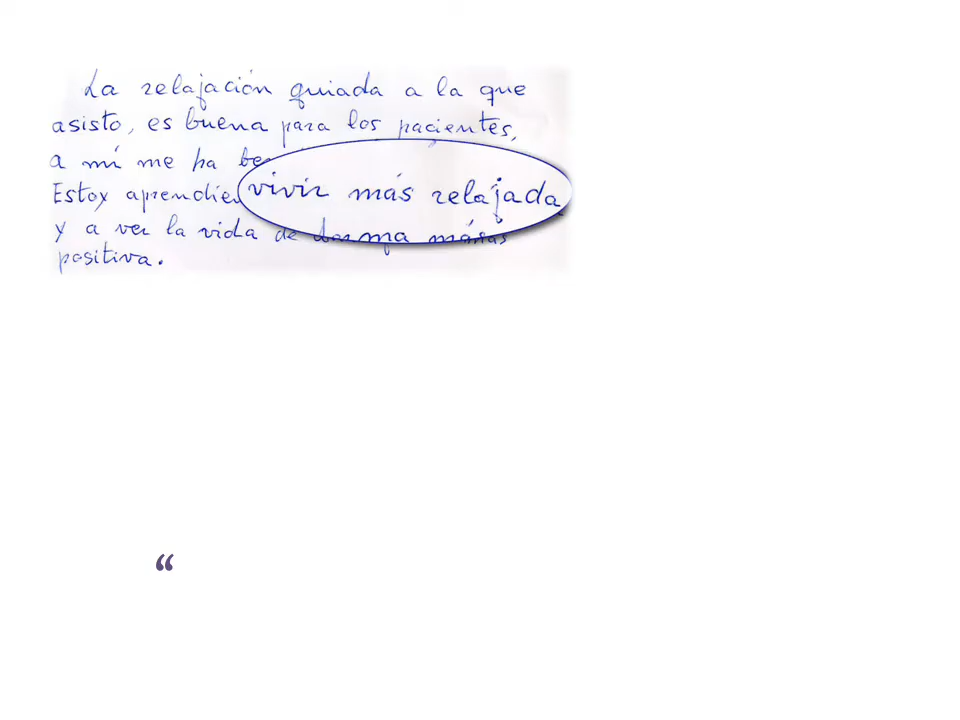 La relajación guiada a la que
asisto, es buena para los pacientes,
a mí me ha
Estoy
vivir más relajada
y a ver la vida de
positiva.
“